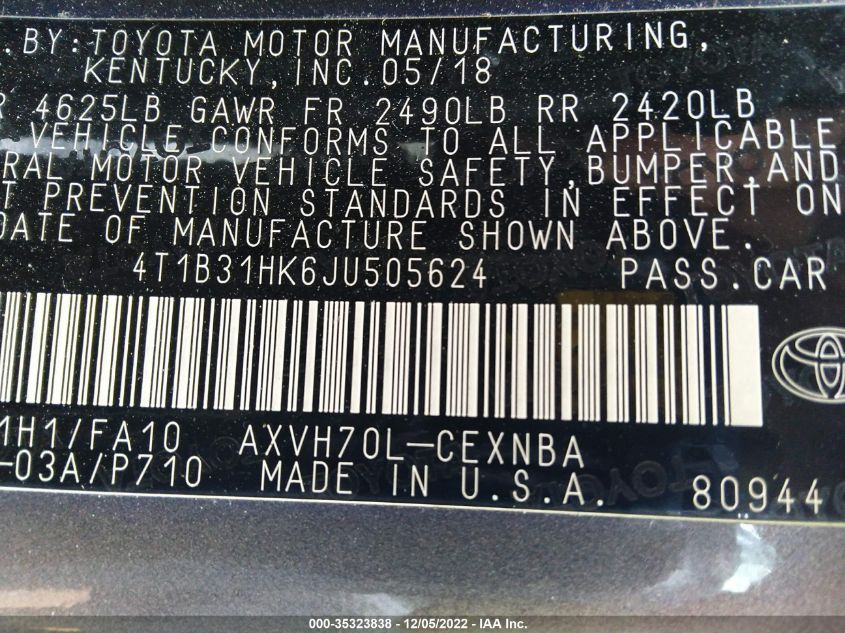 . BY: TOYOTA MOTOR MANUFACTURING,
KENTUCKY, INC. 05/18
R 4625LB GAWR FR 2490LB RR 2420LB
VEHICLE CONFORMS TO ALL APPLICABLE
ERAL MOTOR VEHICLE SAFETY, BUMPER, AND
T PREVENTION STANDARDS IN EFFECT ON
DATE OF MANUFACTURE SHOWN ABOVE.
4T1B31HK6JU505624 PASS.CAR
1H1/FA10 AXVH70L-CEXNBA
-03A/P710 MADE IN U.S.A. 80944
000-35323838 - 12/05/2022 - IAA Inc.